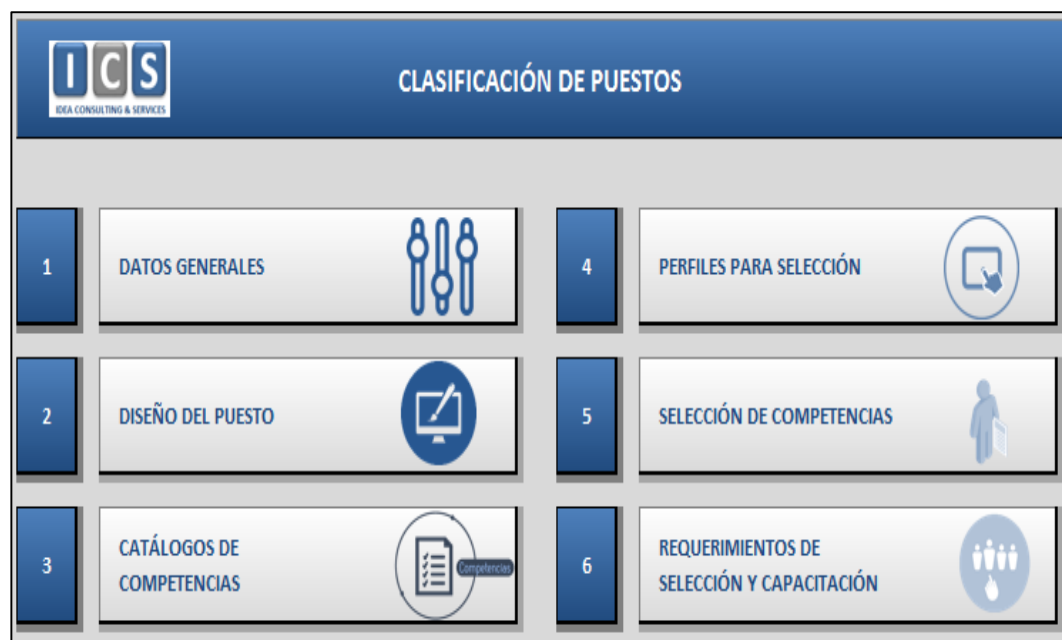 I C S
IDEA CONSULTING & SERVICES
CLASIFICACIÓN DE PUESTOS
1
DATOS GENERALES
2
DISEÑO DEL PUESTO
3
CATÁLOGOS DE
COMPETENCIAS
Competencias
4
PERFILES PARA SELECCIÓN
5
SELECCIÓN DE COMPETENCIAS
6
REQUERIMIENTOS DE
SELECCIÓN Y CAPACITACIÓN